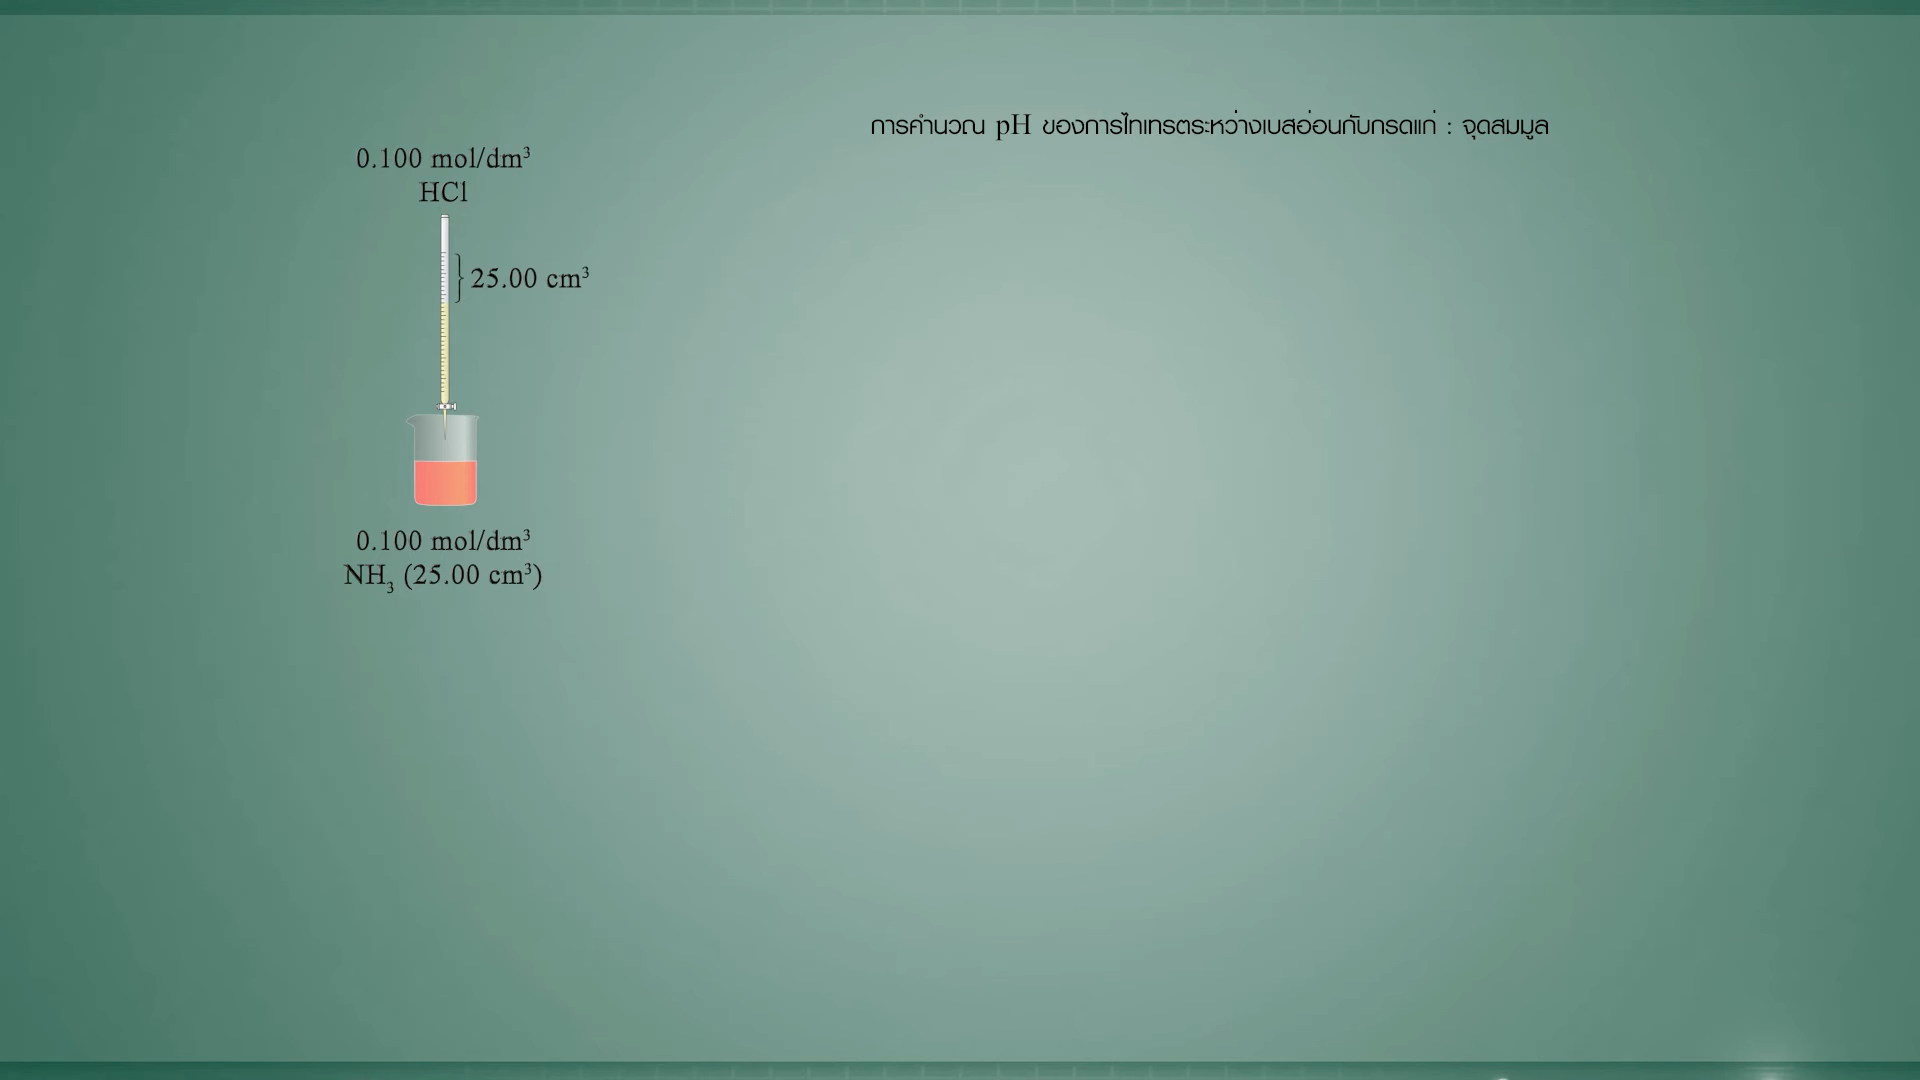 การคำนวณ pH ของการไทเทรตระหว่างเบสอ่อนกับกรดแก่ : จุดสมมูล
0.100 mol/dm³
HCl
25.00 cm³
0.100 mol/dm³
NH₃ (25.00 cm³)